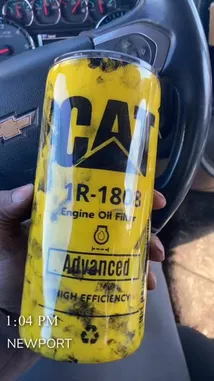 CAT
1R-1808
Engine Oil Filter
Advanced
HIGH EFFICIENCY
1:04 PM
NEWPORT